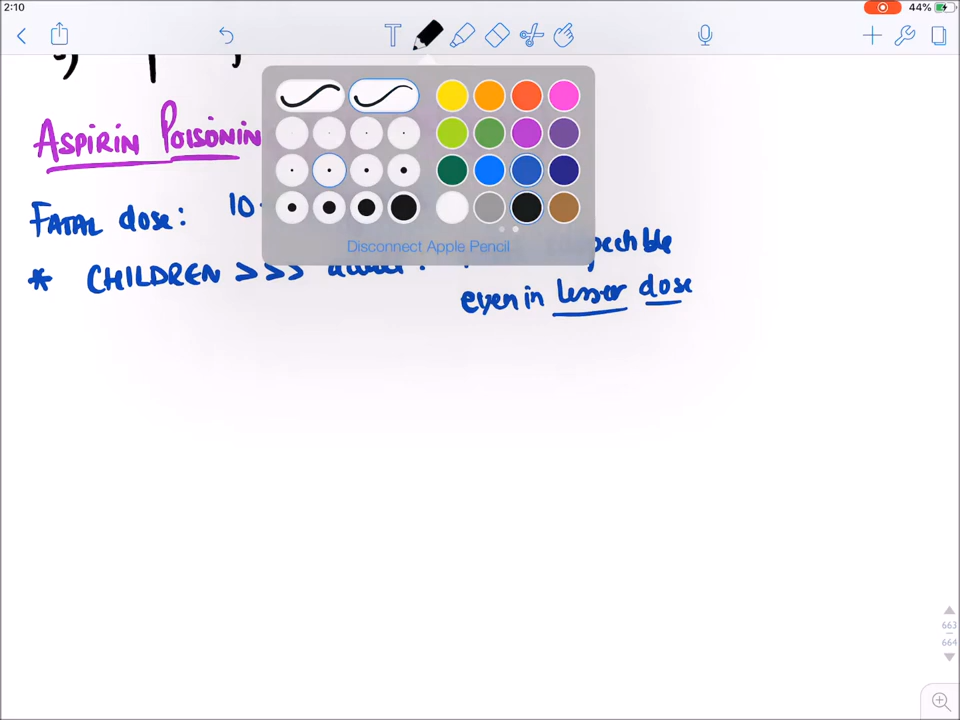 2:10
44%
T
ASPIRIN POISONIN
FATAL dose: 10-
Disconnect Apple Pencil
* CHILDREN >>>
even in lesser dose
663
664